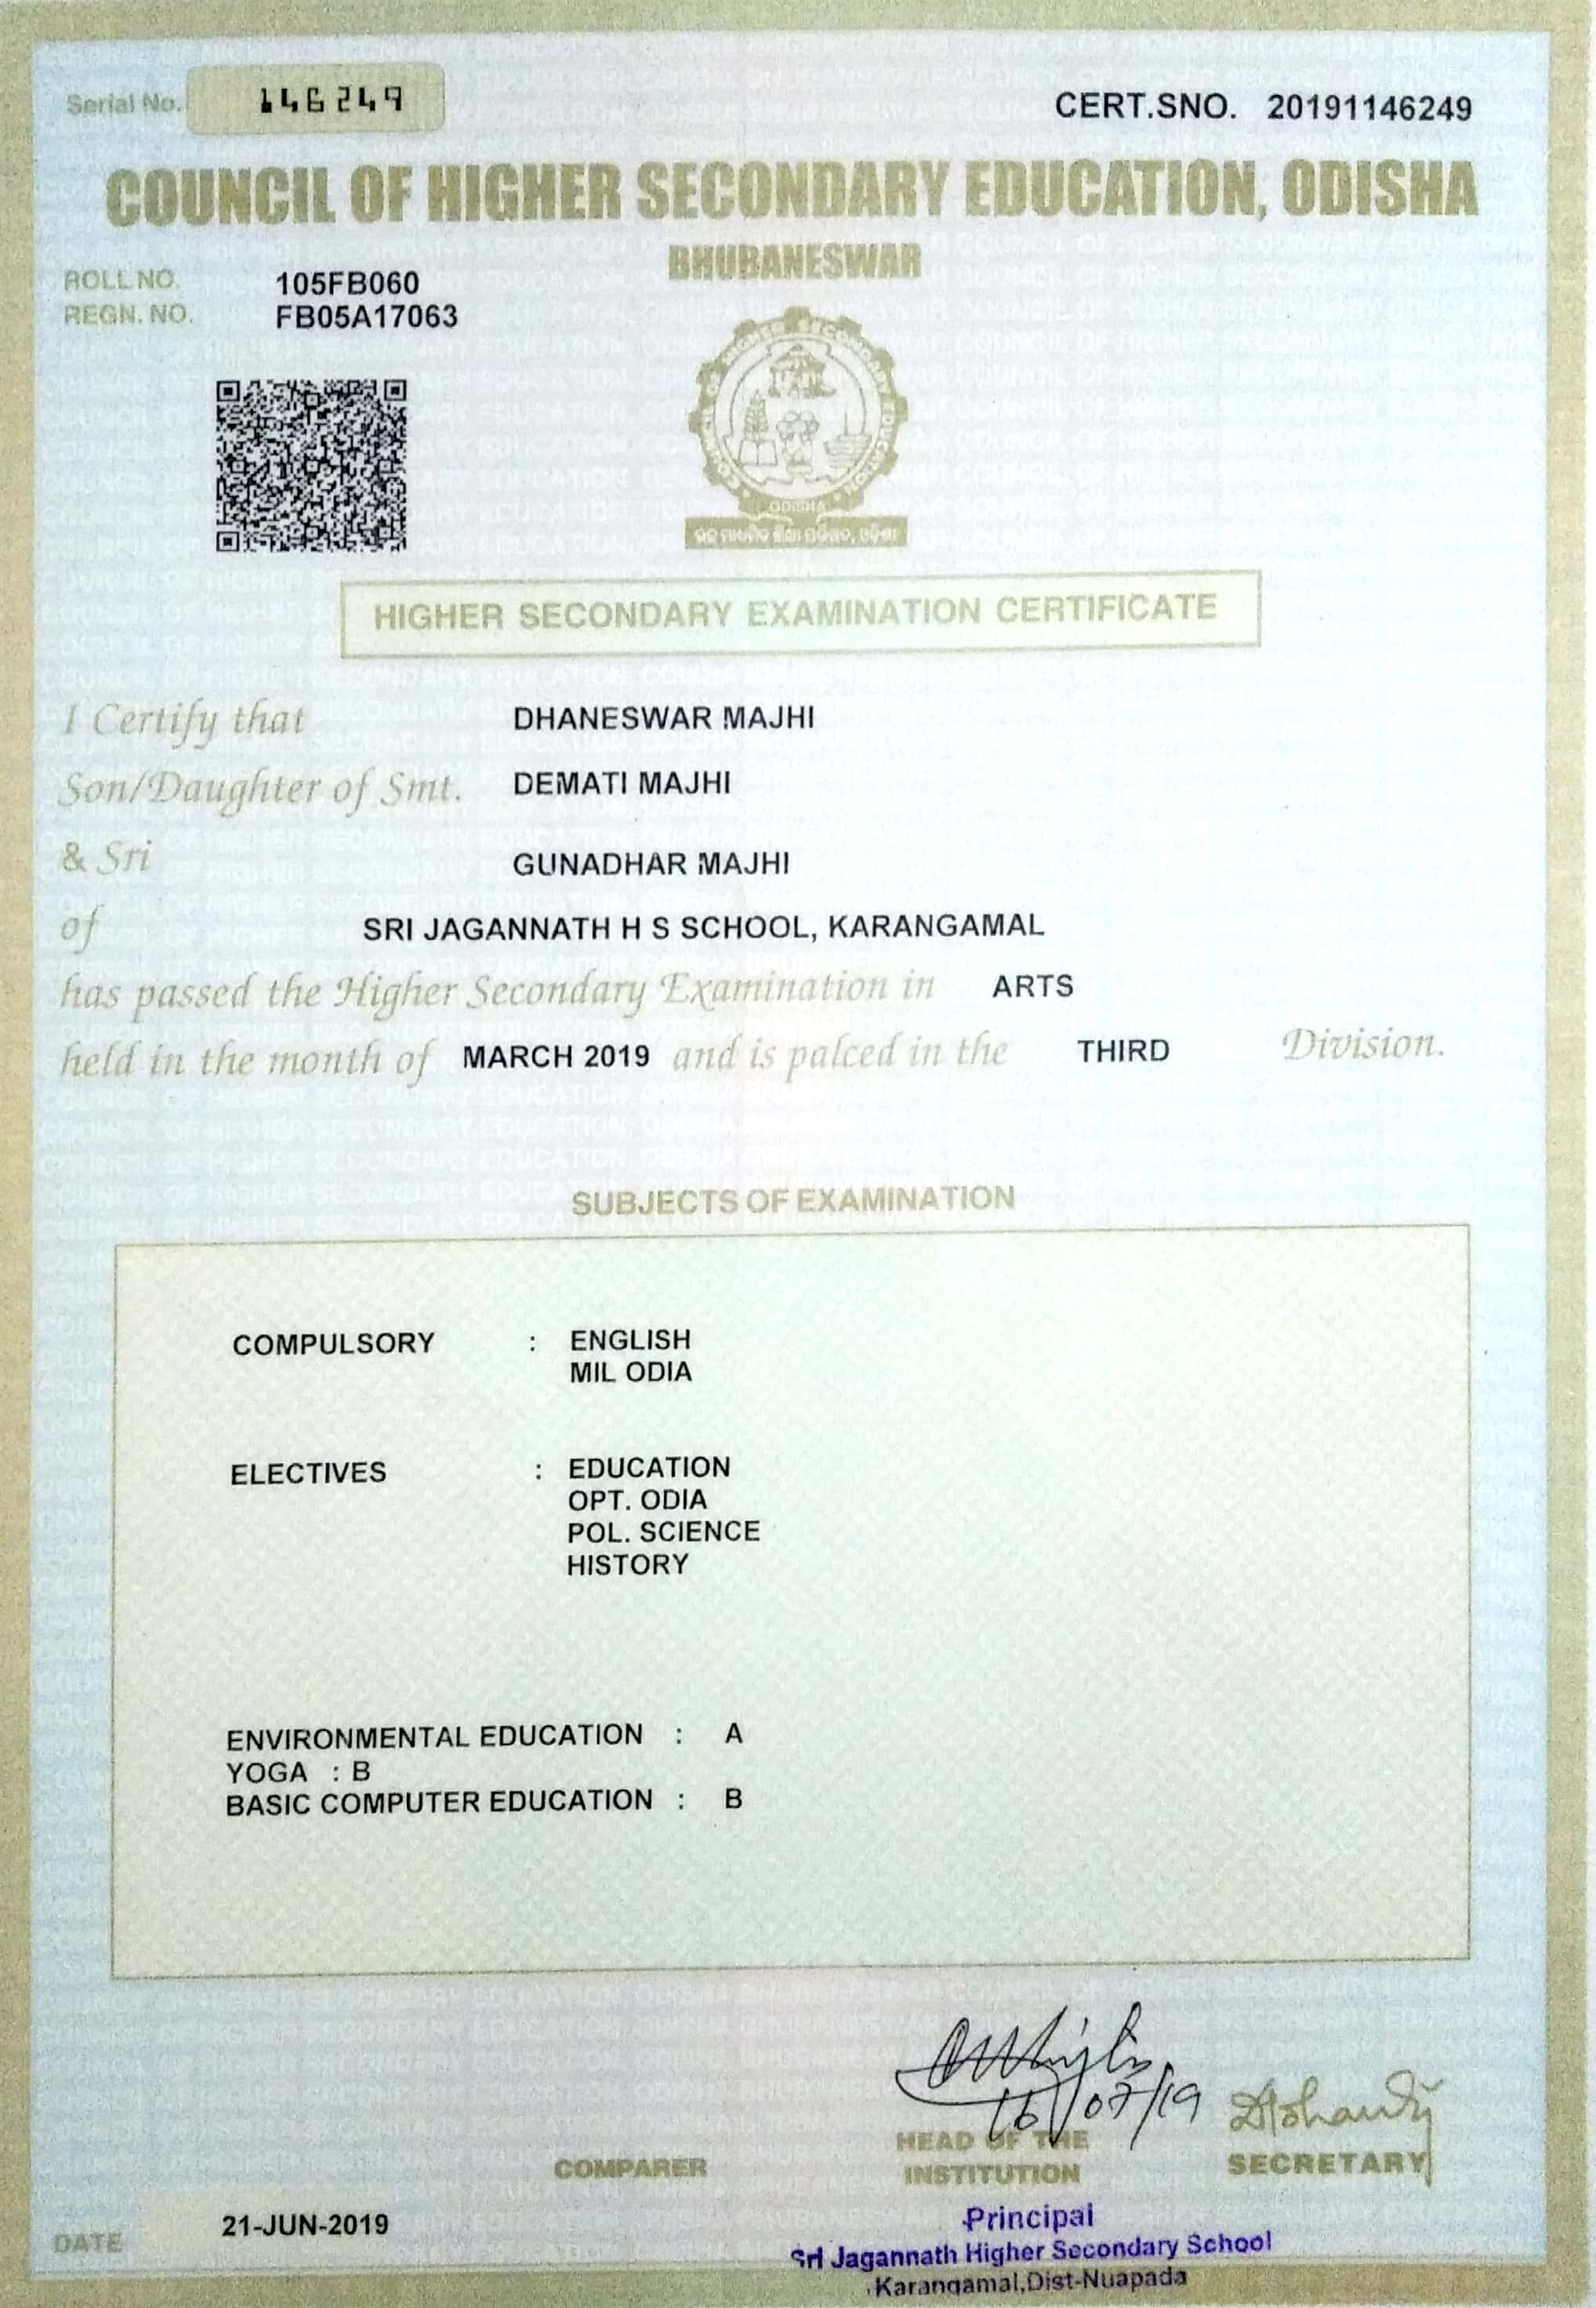 Serial No. 146249
CERT.SNO. 20191146249
COUNCIL OF HIGHER SECONDARY EDUCATION, ODISHA
BHUBANESWAR
ROLL NO. 105FB060
REGN. NO. FB05A17063
COUNCIL OF HIGHER SECONDARY EDUCATION
ODISHA
HIGHER SECONDARY EXAMINATION CERTIFICATE
I Certify that DHANESWAR MAJHI
Son/Daughter of Smt. DEMATI MAJHI
& Sri GUNADHAR MAJHI
of SRI JAGANNATH H S SCHOOL, KARANGAMAL
has passed the Higher Secondary Examination in ARTS
held in the month of MARCH 2019 and is palced in the THIRD Division.
SUBJECTS OF EXAMINATION
COMPULSORY : ENGLISH
MIL ODIA
ELECTIVES : EDUCATION
OPT. ODIA
POL. SCIENCE
HISTORY
ENVIRONMENTAL EDUCATION : A
YOGA : B
BASIC COMPUTER EDUCATION : B
16/07/19
COMPARER
HEAD OF THE
INSTITUTION
SECRETARY
DATE 21-JUN-2019
Principal
Sri Jagannath Higher Secondary School
Karangamal,Dist-Nuapada